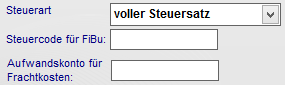 Steuerart voller Steuersatz
Steuercode für FiBu:
Aufwandskonto für
Frachtkosten: